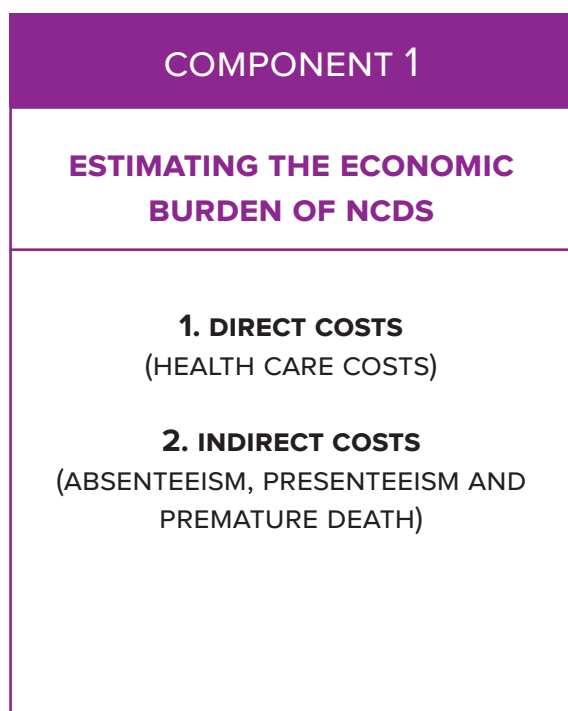 COMPONENT 1
ESTIMATING THE ECONOMIC
BURDEN OF NCDS
1. DIRECT COSTS
(HEALTH CARE COSTS)
2. INDIRECT COSTS
(ABSENTEEISM, PRESENTEEISM AND
PREMATURE DEATH)